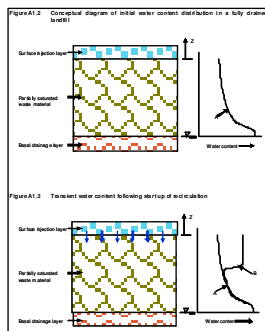 Figure A1.2 Conceptual diagram of initial water content distribution in a fully drained
landfill
Z
Surface injection layer
Partially saturated
waste material
A
Basal drainage layer
Water content
Figure A1.3 Transient water content following start up of recirculation
Z
Surface injection layer
Partially saturated
waste material
B
A
Basal drainage layer
Water content